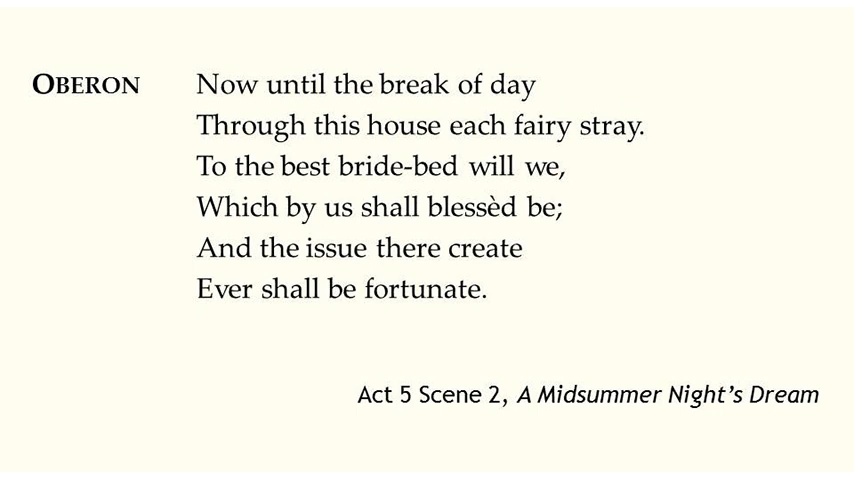 OBERON Now until the break of day
Through this house each fairy stray.
To the best bride-bed will we,
Which by us shall blessèd be;
And the issue there create
Ever shall be fortunate.
Act 5 Scene 2, A Midsummer Night’s Dream